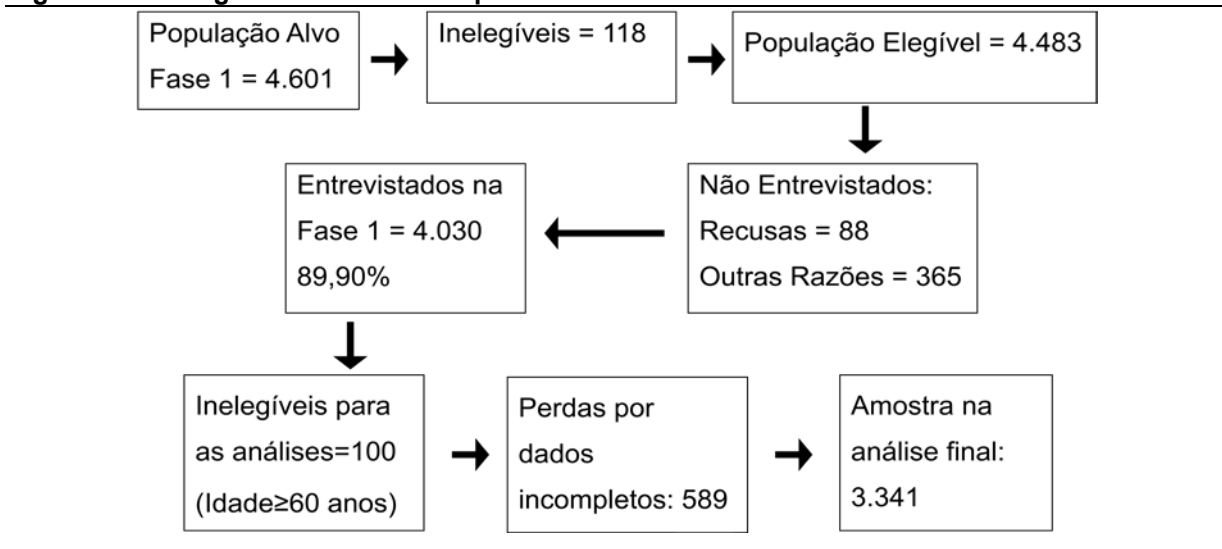 População Alvo
Fase 1 = 4.601
Inelegíveis = 118
População Elegível = 4.483
Não Entrevistados:
Recusas = 88
Outras Razões = 365
Entrevistados na
Fase 1 = 4.030
89,90%
Inelegíveis para
as análises=100
(Idade≥60 anos)
Perdas por
dados
incompletos: 589
Amostra na
análise final:
3.341